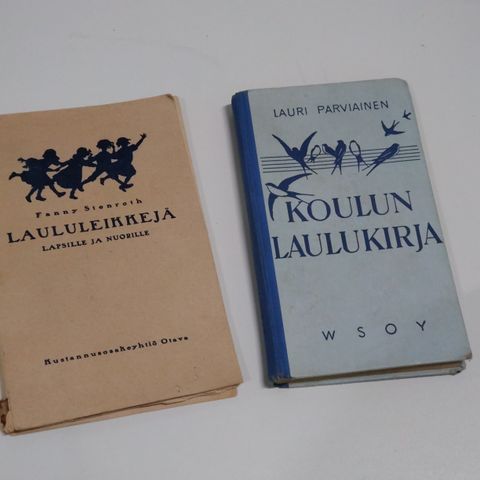 Fanny Stenroth
LAULULEIKKEJÄ
LAPSILLE JA NUORILLE
Kustannusosakeyhtiö Otava
LAURI PARVIAINEN
KOULUN
LAULUKIRJA
WSOY